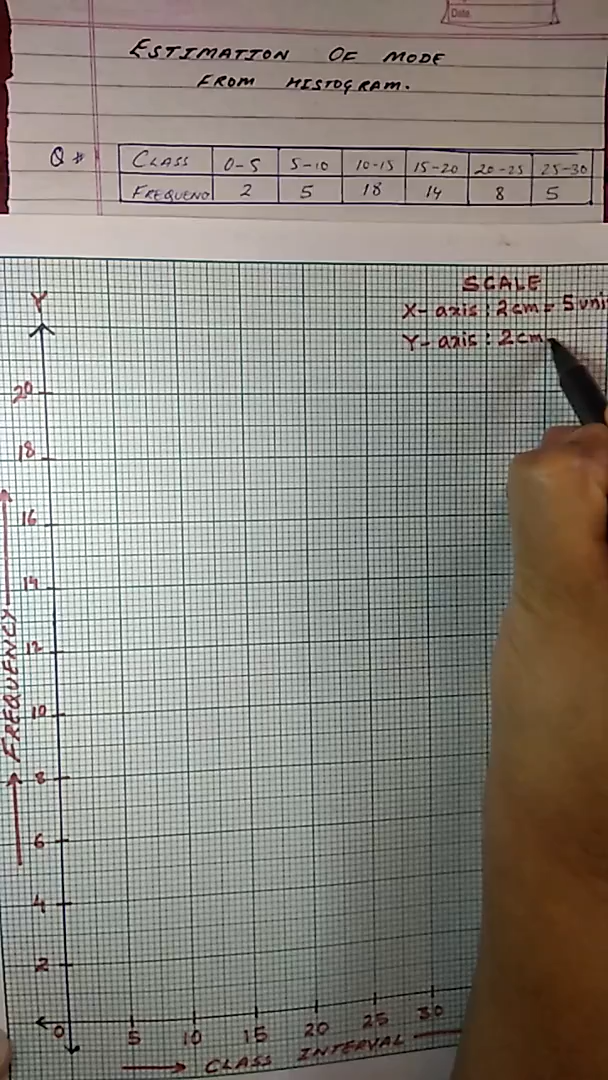 Date
ESTIMATION OF MODE
FROM HISTOGRAM.
Q# CLASS 0-5 5-10 10-15 15-20 20-25 25-30
FREQUENC 2 5 18 14 8 5
SCALE
X- axis : 2cm = 5 uni
Y- axis : 2cm
Y
20
18
16
14
12
10
8
6
4
2
FREQUENCY
0 5 10 15 20 25 30
CLASS INTERVAL